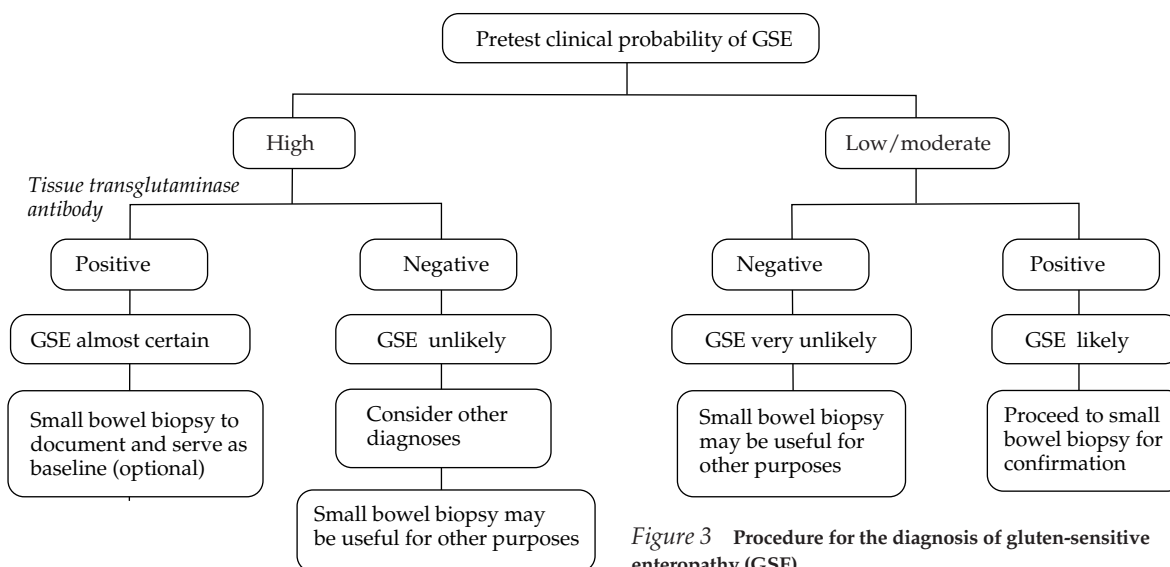 Pretest clinical probability of GSE
High
Low/moderate
Tissue transglutaminase
antibody
Positive
Negative
Negative
Positive
GSE almost certain
GSE unlikely
GSE very unlikely
GSE likely
Small bowel biopsy to
document and serve as
baseline (optional)
Consider other
diagnoses
Small bowel biopsy
may be useful for
other purposes
Proceed to small
bowel biopsy for
confirmation
Small bowel biopsy may
be useful for other purposes
Figure 3 Procedure for the diagnosis of gluten-sensitive
enteropathy (GSE)